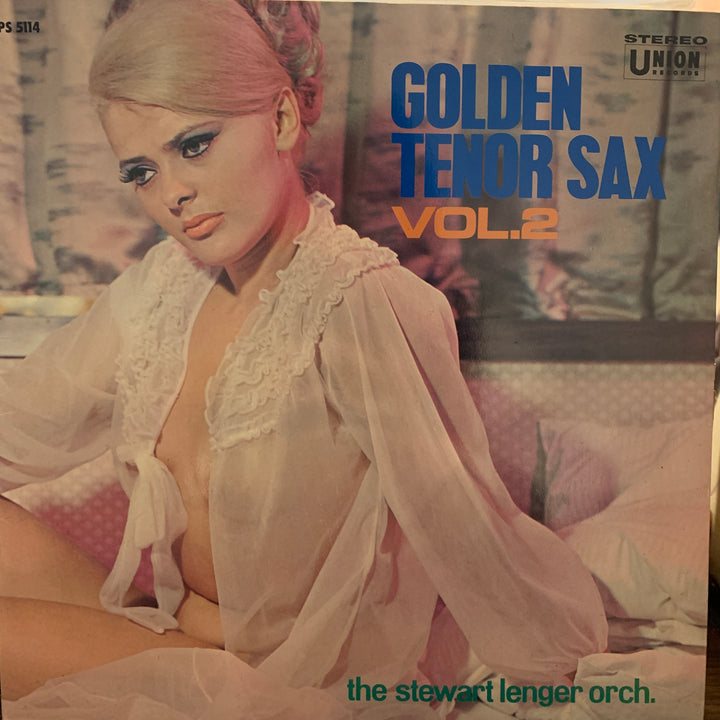 PS 5114
STEREO
UNION
RECORDS
GOLDEN
TENOR SAX
VOL.2
the stewart lenger orch.